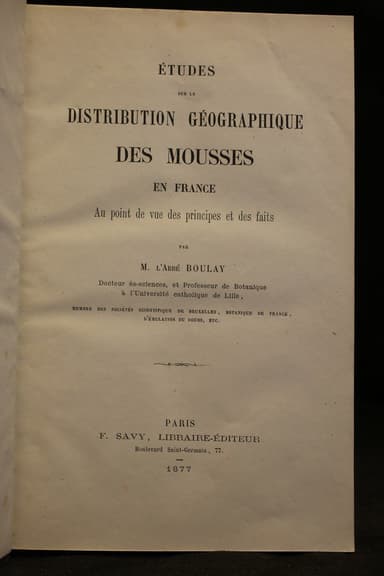 ÉTUDES
SUR LA
DISTRIBUTION GÉOGRAPHIQUE
DES MOUSSES
EN FRANCE
Au point de vue des principes et des faits
PAR
M. L'ABBÉ BOULAY
Docteur ès-sciences, et Professeur de Botanique
à l'Université catholique de Lille,
MEMBRE DES SOCIÉTÉS SCIENTIFIQUE DE BRUXELLES, BOTANIQUE DE FRANCE,
D'ÉMULATION DU DOUBS, ETC.
PARIS
F. SAVY, LIBRAIRE-ÉDITEUR
Boulevard Saint-Germain, 77.
1877